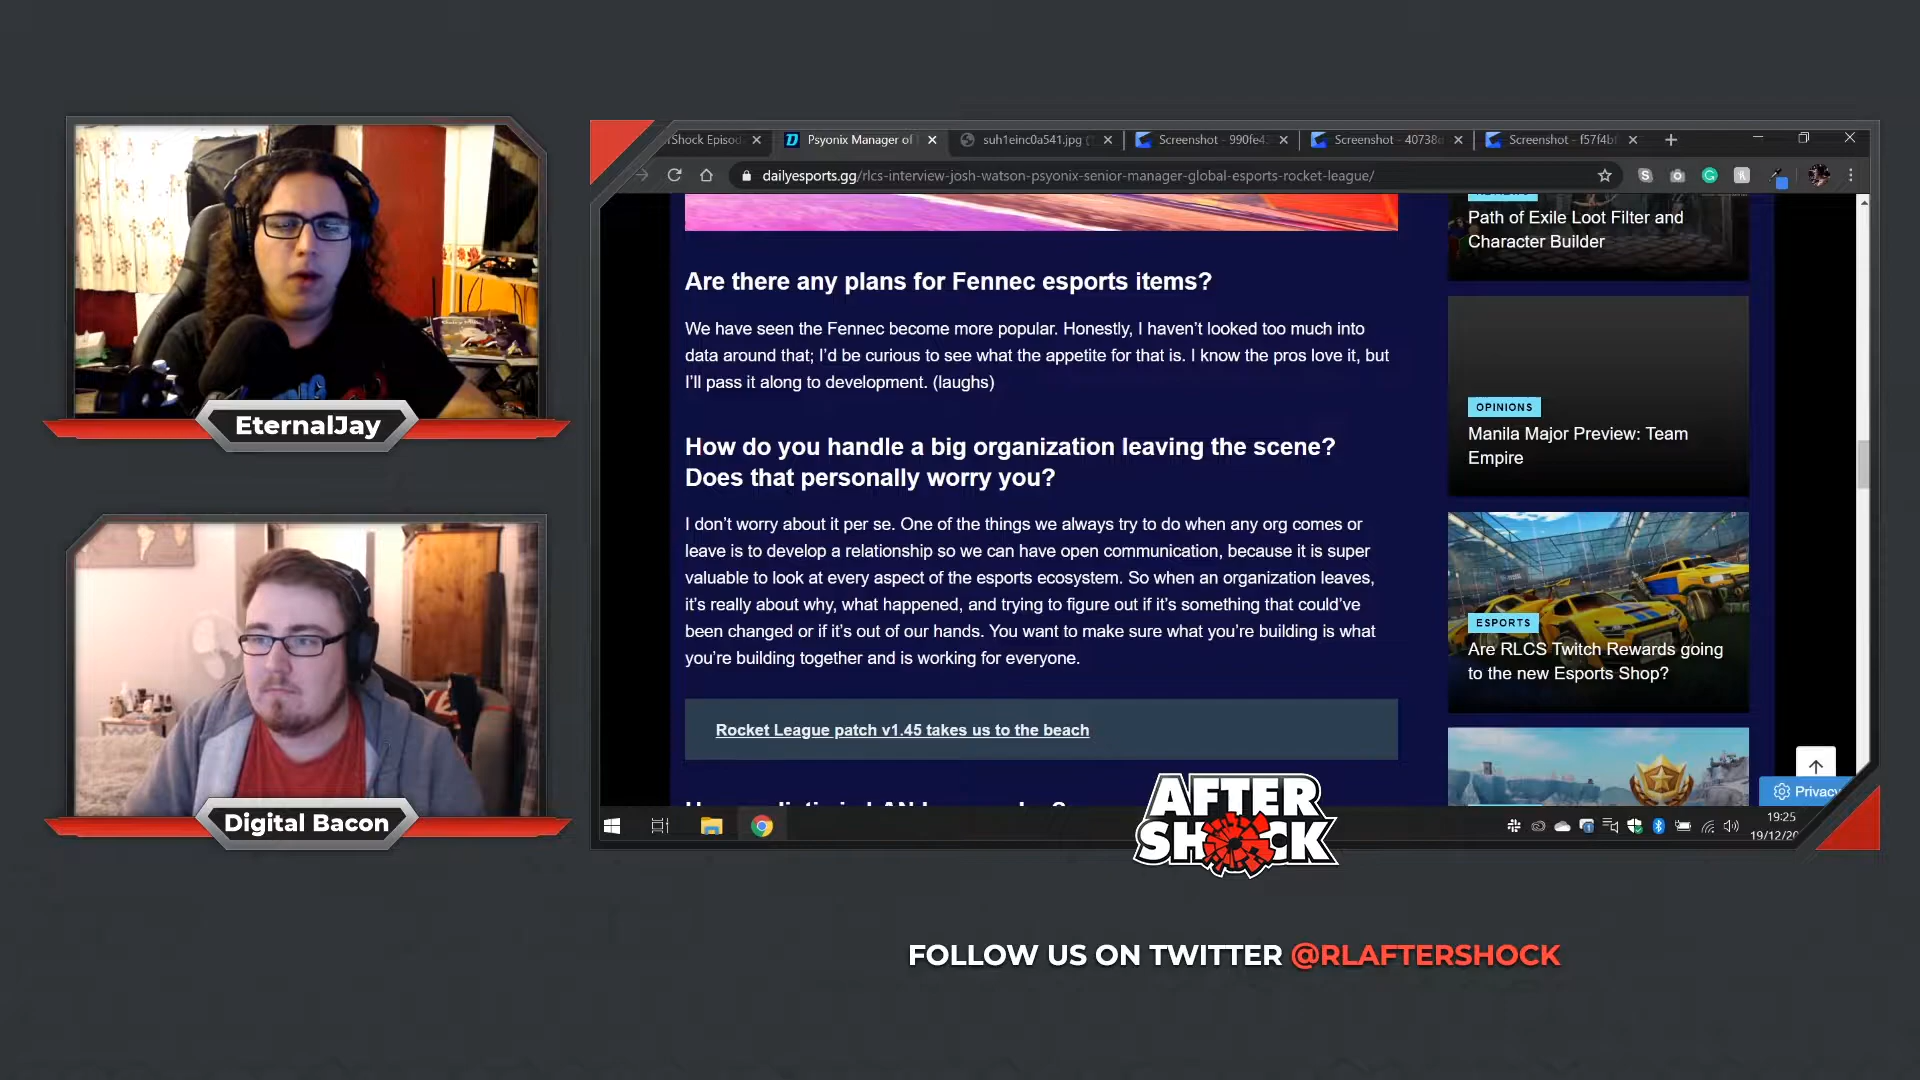 EternalJay
Digital Bacon
Shock Episod
Psyonix Manager of
suh1einc0a541.jpg
Screenshot - 990fe4
Screenshot - 40738
Screenshot - f57f4bf
dailyesports.gg/rlcs-interview-josh-watson-psyonix-senior-manager-global-esports-rocket-league/
Are there any plans for Fennec esports items?
We have seen the Fennec become more popular. Honestly, I haven’t looked too much into
data around that; I’d be curious to see what the appetite for that is. I know the pros love it, but
I’ll pass it along to development. (laughs)
How do you handle a big organization leaving the scene?
Does that personally worry you?
I don’t worry about it per se. One of the things we always try to do when any org comes or
leave is to develop a relationship so we can have open communication, because it is super
valuable to look at every aspect of the esports ecosystem. So when an organization leaves,
it’s really about why, what happened, and trying to figure out if it’s something that could’ve
been changed or if it’s out of our hands. You want to make sure what you’re building is what
you’re building together and is working for everyone.
Rocket League patch v1.45 takes us to the beach
Path of Exile Loot Filter and
Character Builder
OPINIONS
Manila Major Preview: Team
Empire
ESPORTS
Are RLCS Twitch Rewards going
to the new Esports Shop?
Privacy
19:25
19/12/20
AFTER
SHOCK
FOLLOW US ON TWITTER @RLAFTERSHOCK